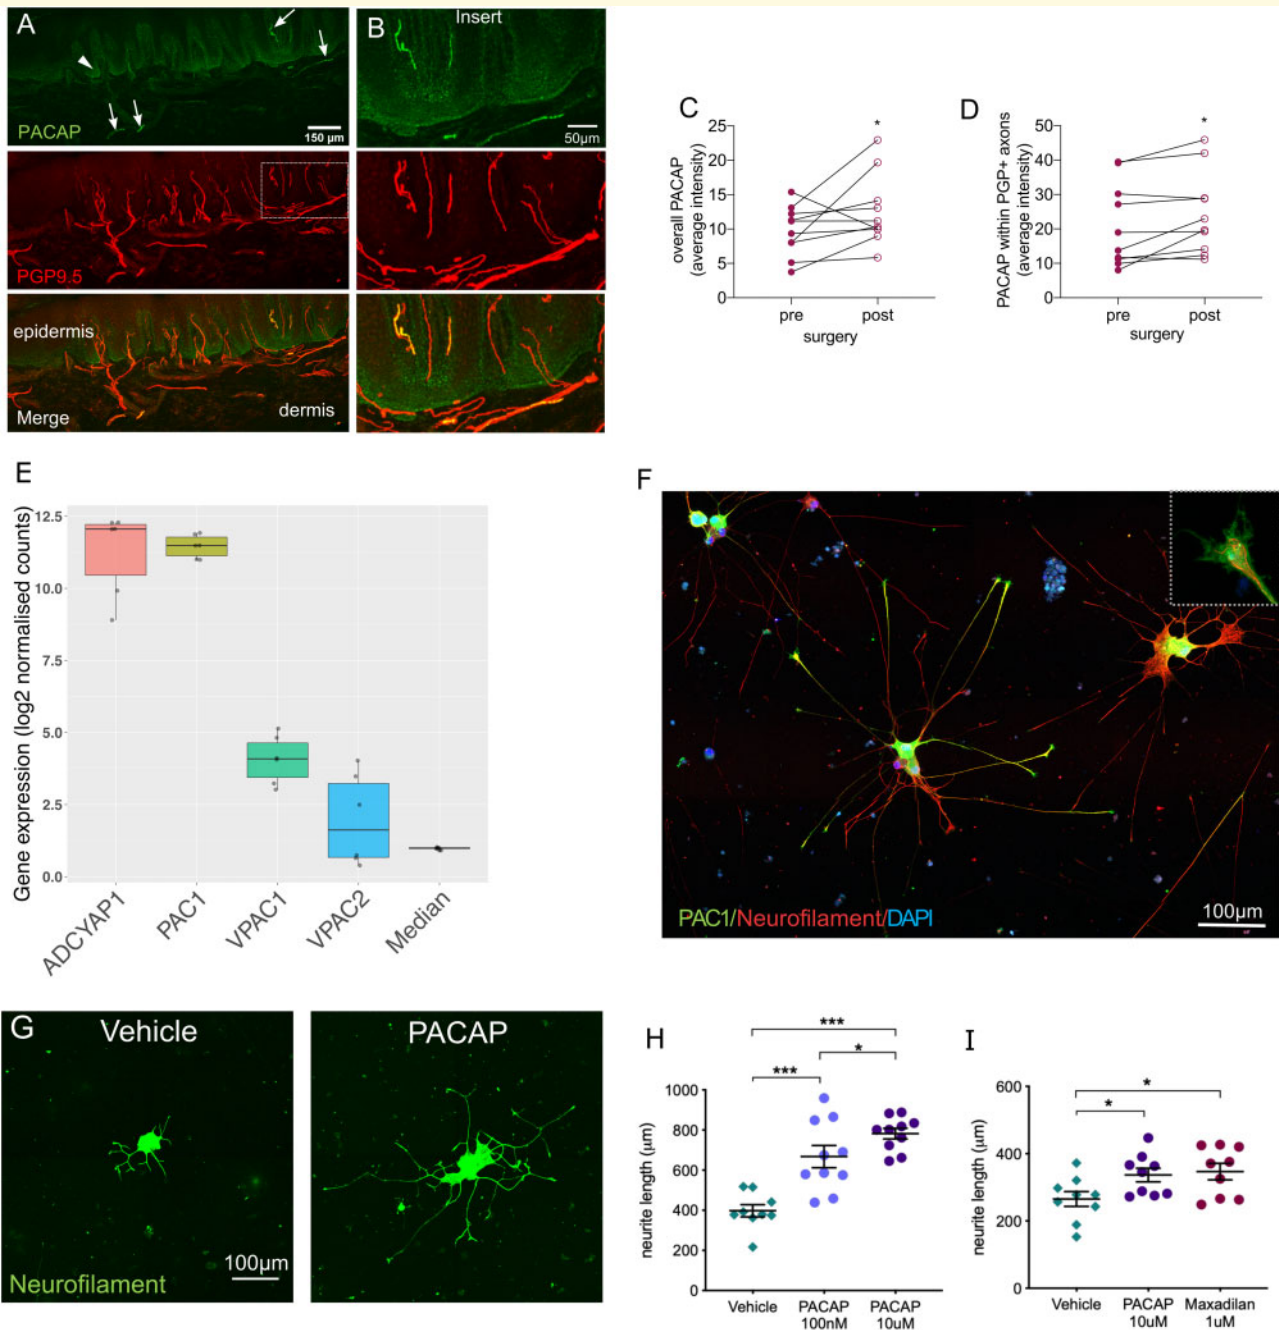 A
PACAP
150 µm
PGP9.5
epidermis
Merge
dermis
B
Insert
50µm
C
*
overall PACAP
(average intensity)
25
20
15
10
5
0
pre
post
surgery
D
*
PACAP within PGP+ axons
(average intensity)
50
40
30
20
10
0
pre
post
surgery
E
Gene expression (log2 normalised counts)
12.5
10.0
7.5
5.0
2.5
0.0
ADCYAP1
PAC1
VPAC1
VPAC2
Median
F
PAC1/Neurofilament/DAPI
100µm
G
Vehicle
PACAP
100µm
Neurofilament
H
***
*
***
neurite length (µm)
1000
800
600
400
200
0
Vehicle
PACAP
100nM
PACAP
10uM
I
*
*
neurite length (µm)
600
400
200
0
Vehicle
PACAP
10uM
Maxadilan
1uM